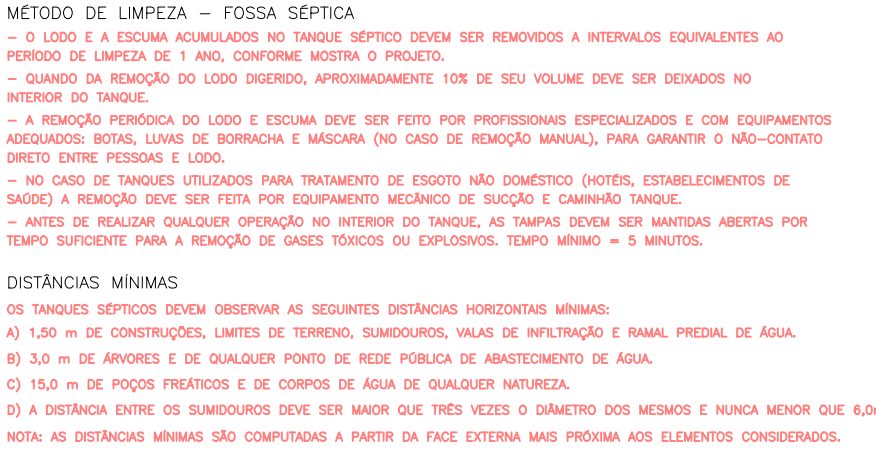 MÉTODO DE LIMPEZA - FOSSA SÉPTICA
- O LODO E A ESCUMA ACUMULADOS NO TANQUE SÉPTICO DEVEM SER REMOVIDOS A INTERVALOS EQUIVALENTES AO
PERÍODO DE LIMPEZA DE 1 ANO, CONFORME MOSTRA O PROJETO.
- QUANDO DA REMOÇÃO DO LODO DIGERIDO, APROXIMADAMENTE 10% DE SEU VOLUME DEVE SER DEIXADOS NO
INTERIOR DO TANQUE.
- A REMOÇÃO PERIÓDICA DO LODO E ESCUMA DEVE SER FEITO POR PROFISSIONAIS ESPECIALIZADOS E COM EQUIPAMENTOS
ADEQUADOS: BOTAS, LUVAS DE BORRACHA E MÁSCARA (NO CASO DE REMOÇÃO MANUAL), PARA GARANTIR O NÃO-CONTATO
DIRETO ENTRE PESSOAS E LODO.
- NO CASO DE TANQUES UTILIZADOS PARA TRATAMENTO DE ESGOTO NÃO DOMÉSTICO (HOTÉIS, ESTABELECIMENTOS DE
SAÚDE) A REMOÇÃO DEVE SER FEITA POR EQUIPAMENTO MECÂNICO DE SUCÇÃO E CAMINHÃO TANQUE.
- ANTES DE REALIZAR QUALQUER OPERAÇÃO NO INTERIOR DO TANQUE, AS TAMPAS DEVEM SER MANTIDAS ABERTAS POR
TEMPO SUFICIENTE PARA A REMOÇÃO DE GASES TÓXICOS OU EXPLOSIVOS. TEMPO MÍNIMO = 5 MINUTOS.
DISTÂNCIAS MÍNIMAS
OS TANQUES SÉPTICOS DEVEM OBSERVAR AS SEGUINTES DISTÂNCIAS HORIZONTAIS MÍNIMAS:
A) 1,50 m DE CONSTRUÇÕES, LIMITES DE TERRENO, SUMIDOUROS, VALAS DE INFILTRAÇÃO E RAMAL PREDIAL DE ÁGUA.
B) 3,0 m DE ÁRVORES E DE QUALQUER PONTO DE REDE PÚBLICA DE ABASTECIMENTO DE ÁGUA.
C) 15,0 m DE POÇOS FREÁTICOS E DE CORPOS DE ÁGUA DE QUALQUER NATUREZA.
D) A DISTÂNCIA ENTRE OS SUMIDOUROS DEVE SER MAIOR QUE TRÊS VEZES O DIÂMETRO DOS MESMOS E NUNCA MENOR QUE 6,0
NOTA: AS DISTÂNCIAS MÍNIMAS SÃO COMPUTADAS A PARTIR DA FACE EXTERNA MAIS PRÓXIMA AOS ELEMENTOS CONSIDERADOS.